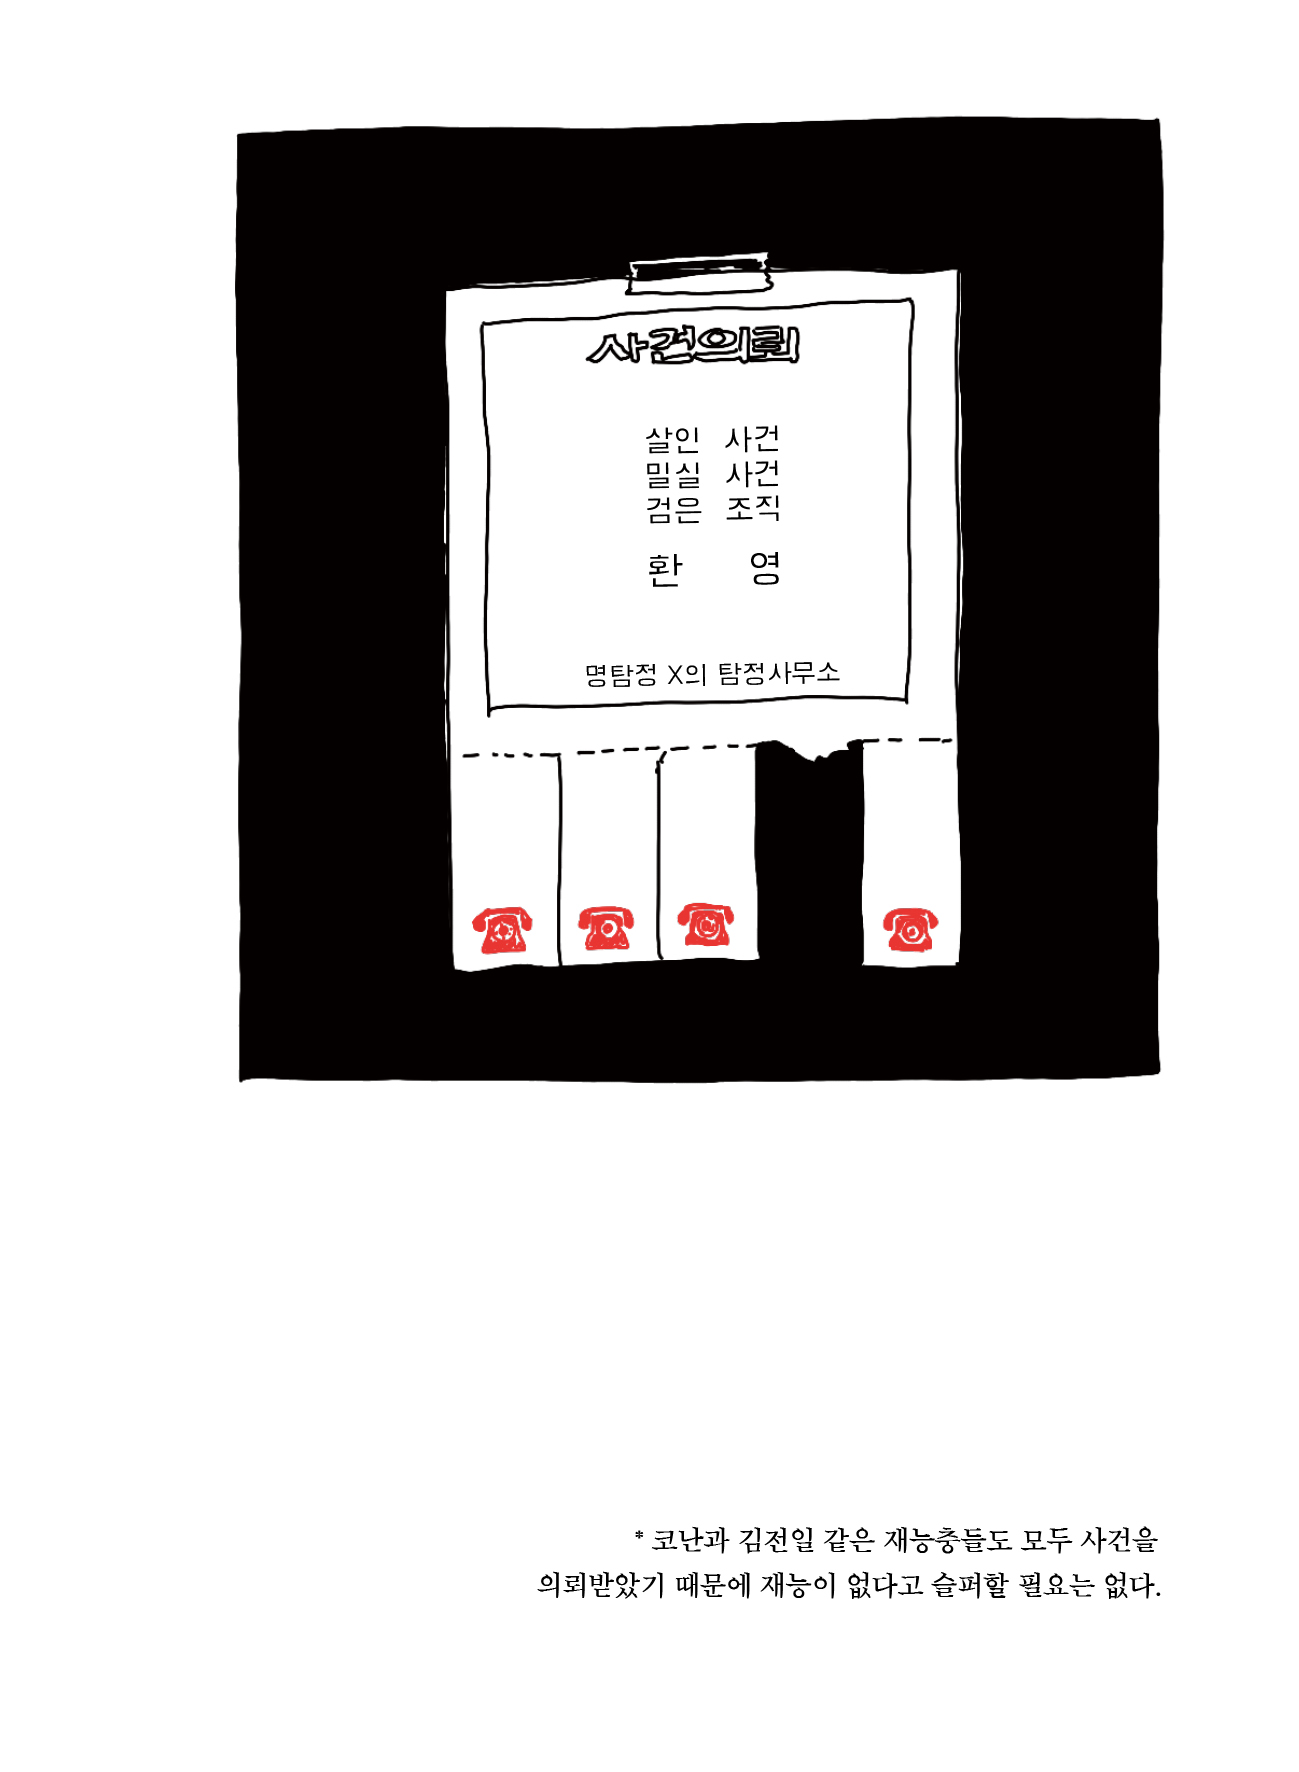 사건의뢰
살인 사건
밀실 사건
검은 조직
환 영
명탐정 X의 탐정사무소
* 코난과 김전일 같은 재능충들도 모두 사건을
의뢰받았기 때문에 재능이 없다고 슬퍼할 필요는 없다.